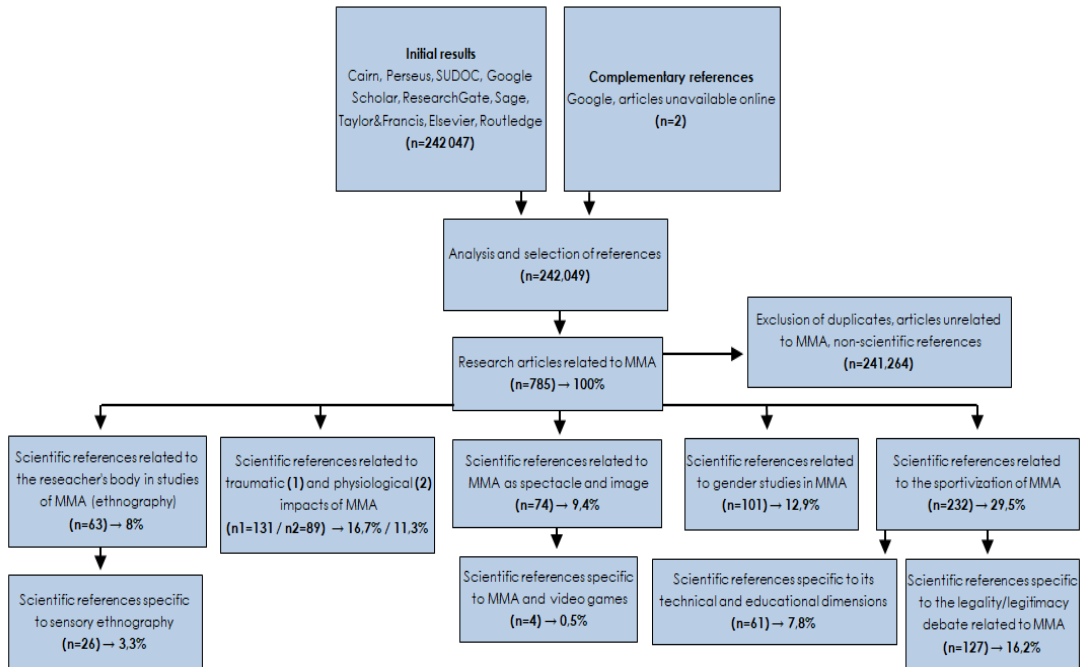 Initial results
Cairn, Perseus, SUDOC, Google
Scholar, ResearchGate, Sage,
Taylor&Francis, Elsevier, Routledge
(n=242 047)
Complementary references
Google, articles unavailable online
(n=2)
Analysis and selection of references
(n=242,049)
Exclusion of duplicates, articles unrelated
to MMA, non-scientific references
(n=241,264)
Research articles related to MMA
(n=785) → 100%
Scientific references related to
the reseacher's body in studies
of MMA (ethnography)
(n=63) → 8%
Scientific references related to
traumatic (1) and physiological (2)
impacts of MMA
(n1=131 / n2=89) → 16,7% / 11,3%
Scientific references related to
MMA as spectacle and image
(n=74) → 9,4%
Scientific references related
to gender studies in MMA
(n=101) → 12,9%
Scientific references related
to the sportivization of MMA
(n=232) → 29,5%
Scientific references specific
to sensory ethnography
(n=26) → 3,3%
Scientific references specific
to MMA and video games
(n=4) → 0,5%
Scientific references specific to its
technical and educational dimensions
(n=61) → 7,8%
Scientific references specific
to the legality/legitimacy
debate related to MMA
(n=127) → 16,2%